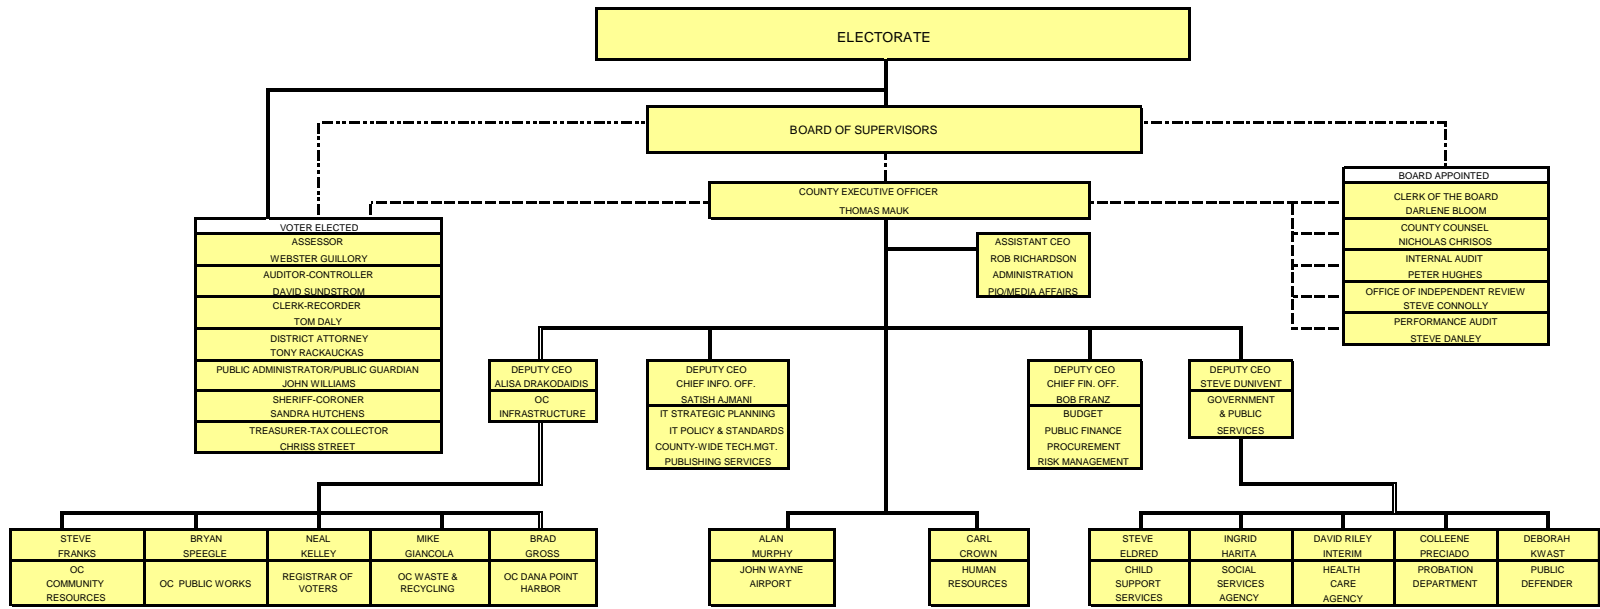 ELECTORATE
BOARD OF SUPERVISORS
COUNTY EXECUTIVE OFFICER
THOMAS MAUK
BOARD APPOINTED
CLERK OF THE BOARD
DARLENE BLOOM
COUNTY COUNSEL
NICHOLAS CHRISOS
INTERNAL AUDIT
PETER HUGHES
OFFICE OF INDEPENDENT REVIEW
STEVE CONNOLLY
PERFORMANCE AUDIT
STEVE DANLEY
VOTER ELECTED
ASSESSOR
WEBSTER GUILLORY
AUDITOR-CONTROLLER
DAVID SUNDSTROM
CLERK-RECORDER
TOM DALY
DISTRICT ATTORNEY
TONY RACKAUCKAS
PUBLIC ADMINISTRATOR/PUBLIC GUARDIAN
JOHN WILLIAMS
SHERIFF-CORONER
SANDRA HUTCHENS
TREASURER-TAX COLLECTOR
CHRISS STREET
ASSISTANT CEO
ROB RICHARDSON
ADMINISTRATION
PIO/MEDIA AFFAIRS
DEPUTY CEO
ALISA DRAKODAIDIS
OC
INFRASTRUCTURE
DEPUTY CEO
CHIEF INFO. OFF.
SATISH AJMANI
IT STRATEGIC PLANNING
IT POLICY & STANDARDS
COUNTY-WIDE TECH.MGT.
PUBLISHING SERVICES
DEPUTY CEO
CHIEF FIN. OFF.
BOB FRANZ
BUDGET
PUBLIC FINANCE
PROCUREMENT
RISK MANAGEMENT
DEPUTY CEO
STEVE DUNIVENT
GOVERNMENT
& PUBLIC
SERVICES
STEVE
FRANKS
OC
COMMUNITY
RESOURCES
BRYAN
SPEEGLE
OC PUBLIC WORKS
NEAL
KELLEY
REGISTRAR OF
VOTERS
MIKE
GIANCOLA
OC WASTE &
RECYCLING
BRAD
GROSS
OC DANA POINT
HARBOR
ALAN
MURPHY
JOHN WAYNE
AIRPORT
CARL
CROWN
HUMAN
RESOURCES
STEVE
ELDRED
CHILD
SUPPORT
SERVICES
INGRID
HARITA
SOCIAL
SERVICES
AGENCY
DAVID RILEY
INTERIM
HEALTH
CARE
AGENCY
COLLEENE
PRECIADO
PROBATION
DEPARTMENT
DEBORAH
KWAST
PUBLIC
DEFENDER